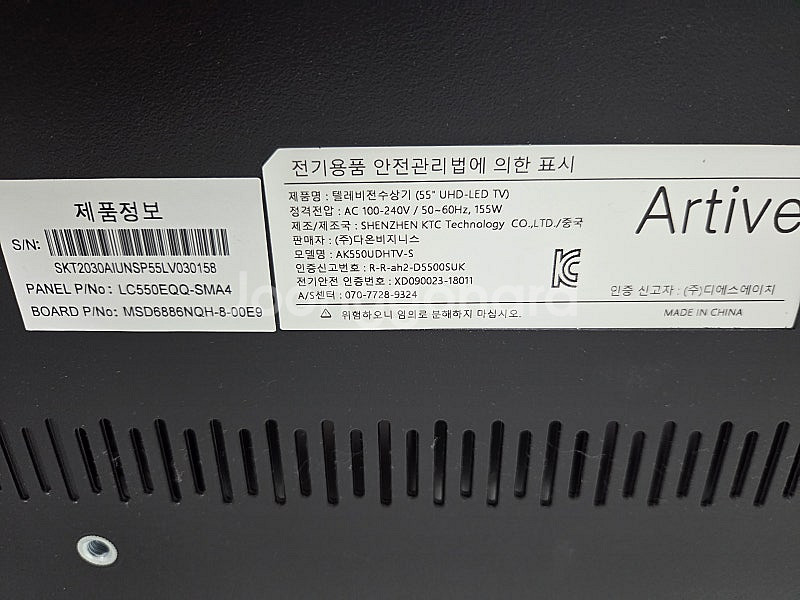 제품정보
S/N:
SKT2030AIUNSP55LV030158
PANEL P/No: LC550EQQ-SMA4
BOARD P/No: MSD6886NQH-8-00E9
전기용품 안전관리법에 의한 표시
제품명 : 텔레비전수상기 (55" UHD-LED TV)
정격전압 : AC 100-240V / 50~60Hz, 155W
제조/제조국 : SHENZHEN KTC Technology CO.,LTD./중국
판매자 : (주)다온비지니스
모델명 : AK550UDHTV-S
인증신고번호 : R-R-ah2-D5500SUK
전기안전 인증번호 : XD090023-18011
A/S센터 : 070-7728-9324
⚠ 위험하오니 임의로 분해하지 마십시오.
Artive
인증 신고자 : (주)디에스에이치
MADE IN CHINA